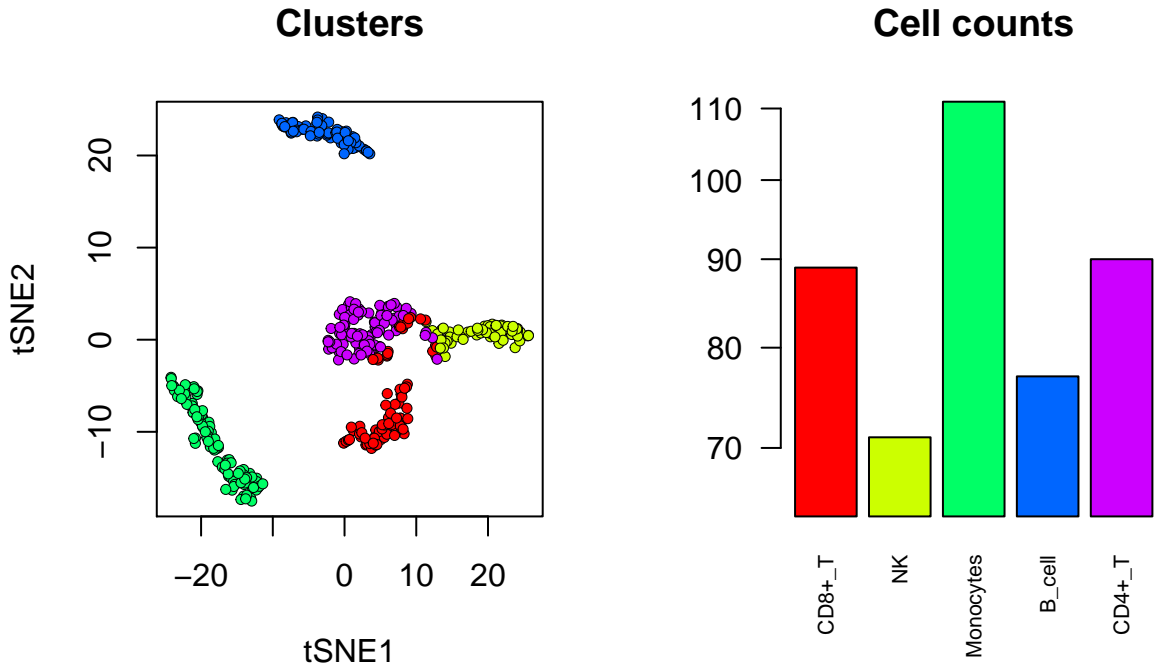 Clusters
tSNE2
20
10
0
−10
−20
0
10
20
tSNE1
Cell counts
110
100
90
80
70
CD8+_T
NK
Monocytes
B_cell
CD4+_T